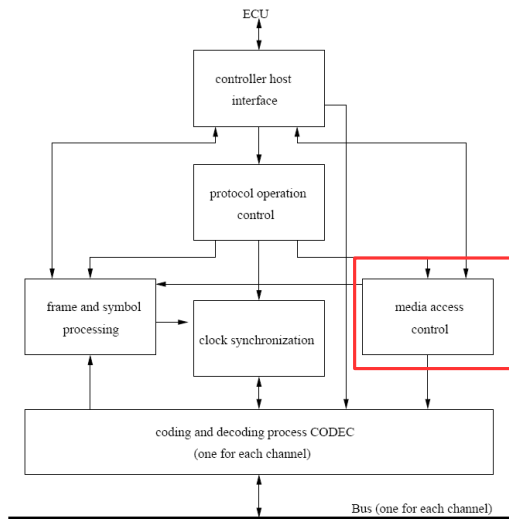 ECU
controller host
interface
protocol operation
control
frame and symbol
processing
clock synchronization
media access
control
coding and decoding process CODEC
(one for each channel)
Bus (one for each channel)